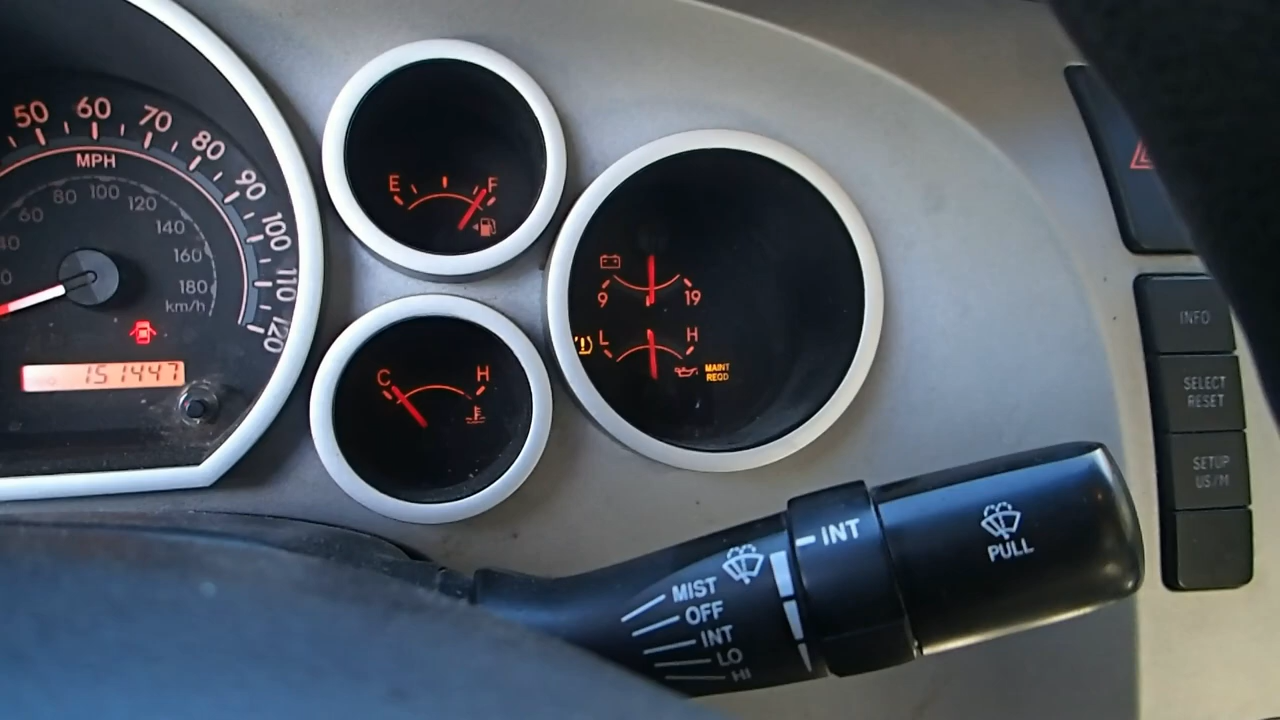 50 60 70 80 90 100 110 120
MPH
60 80 100 120 140 160 180
km/h
151447
E F
C H
9 19
L H
MAINT
REQD
INFO
SELECT
RESET
SETUP
US/M
INT
PULL
MIST
OFF
INT
LO
HI